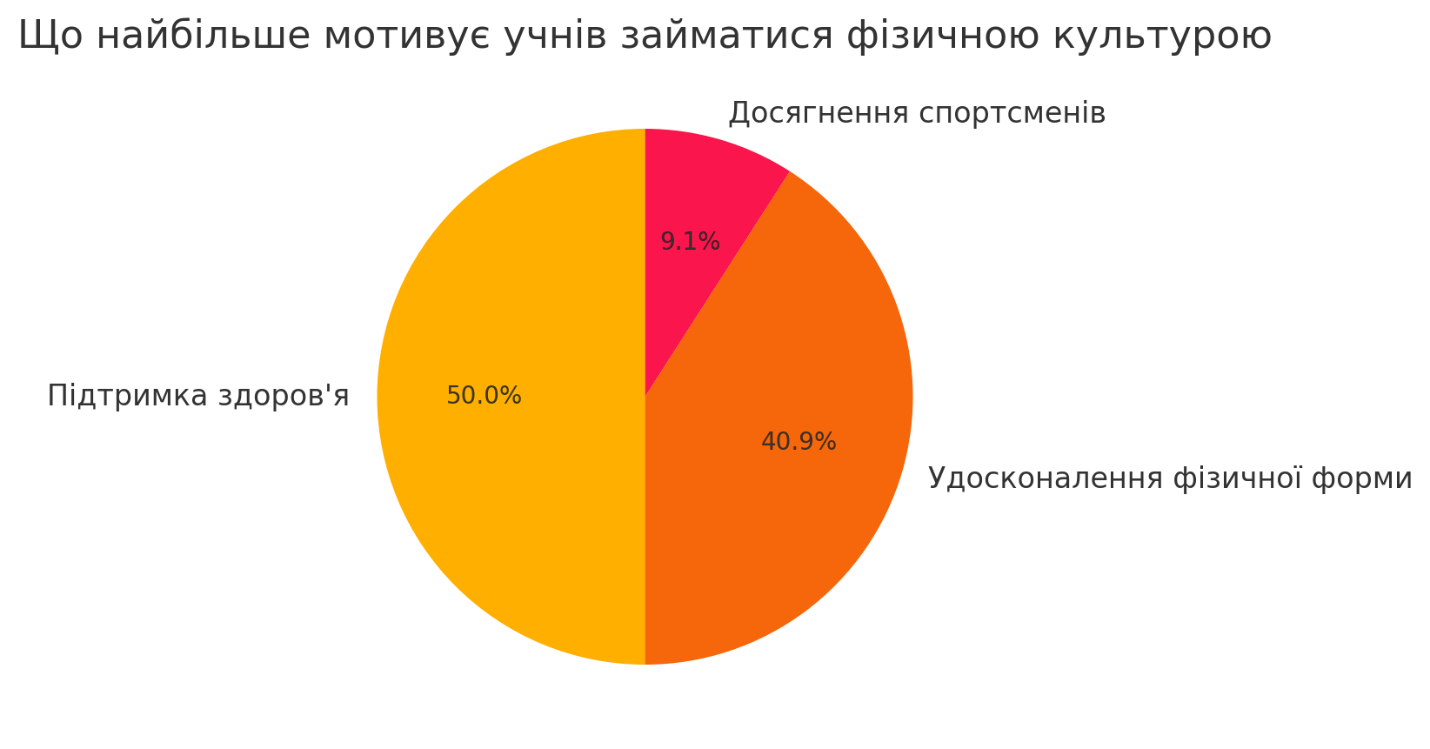 Що найбільше мотивує учнів займатися фізичною культурою
Досягнення спортсменів
9.1%
Підтримка здоров'я
50.0%
40.9%
Удосконалення фізичної форми